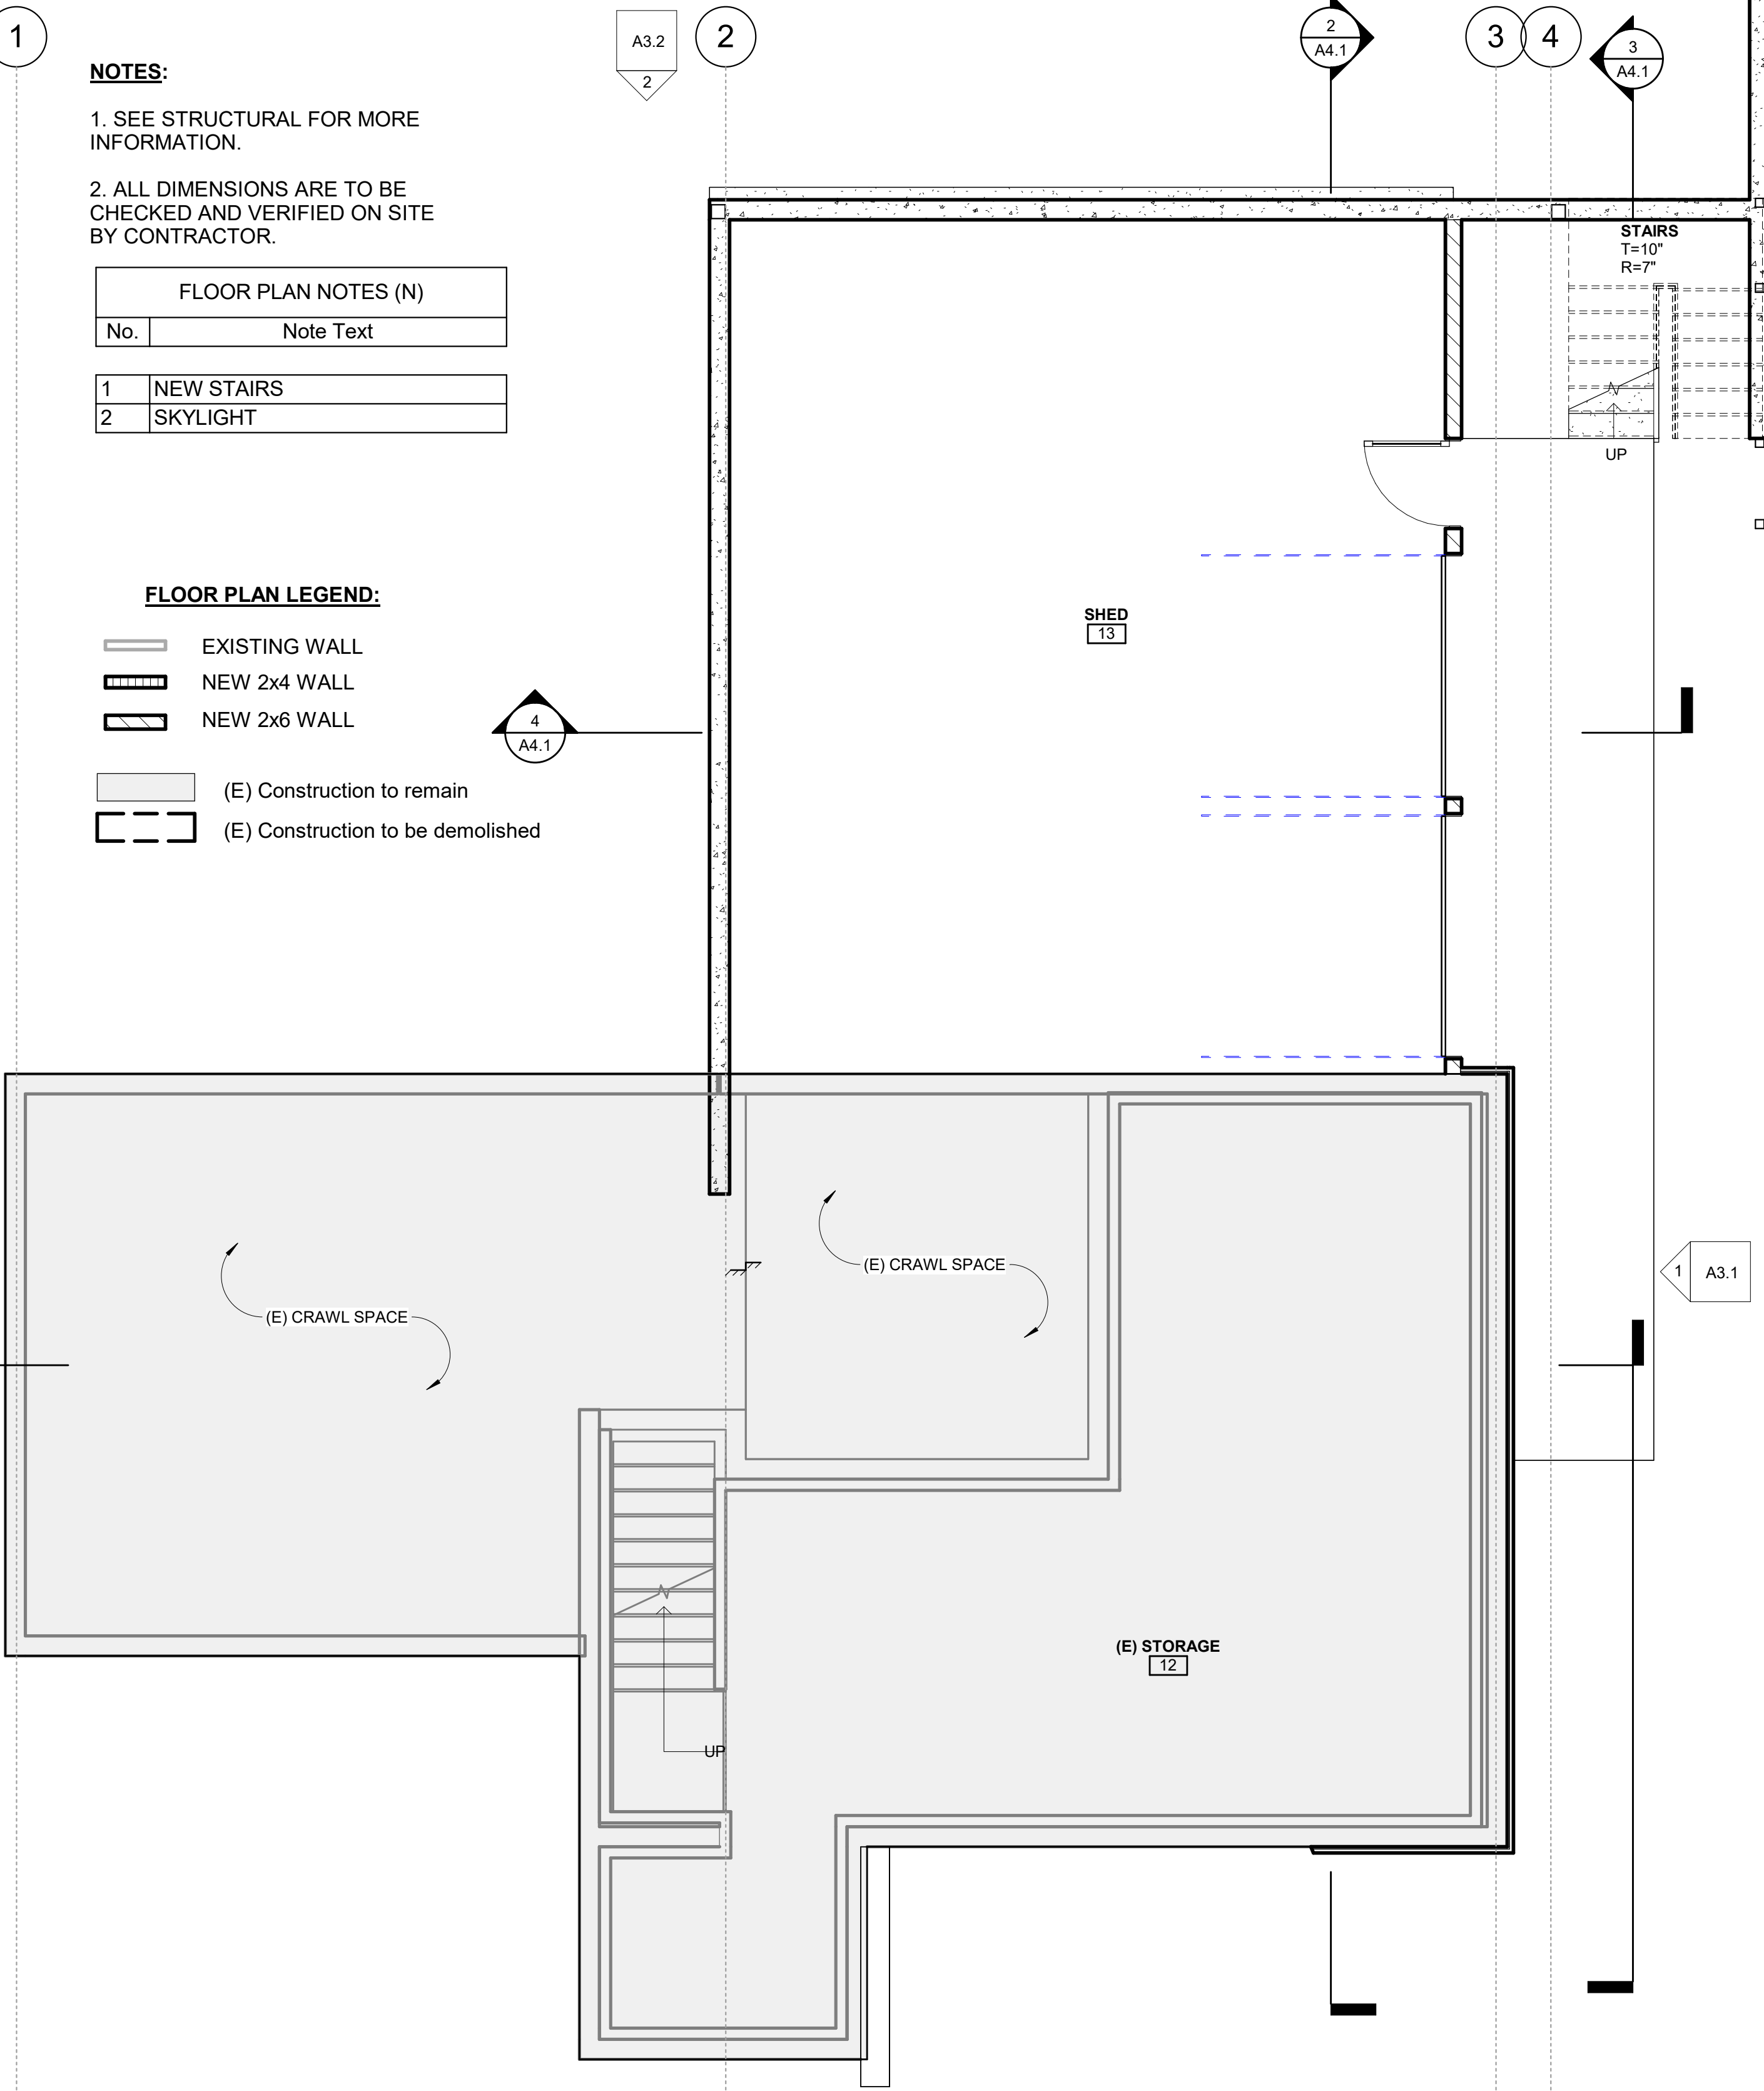 1
A3.2
2
2
2
A4.1
3
4
3
A4.1
NOTES:
1. SEE STRUCTURAL FOR MORE
INFORMATION.
2. ALL DIMENSIONS ARE TO BE
CHECKED AND VERIFIED ON SITE
BY CONTRACTOR.
FLOOR PLAN NOTES (N)
No. Note Text
1 NEW STAIRS
2 SKYLIGHT
STAIRS
T=10"
R=7"
UP
FLOOR PLAN LEGEND:
EXISTING WALL
NEW 2x4 WALL
NEW 2x6 WALL
(E) Construction to remain
(E) Construction to be demolished
SHED
13
4
A4.1
(E) CRAWL SPACE
(E) CRAWL SPACE
1
A3.1
(E) STORAGE
12
UP